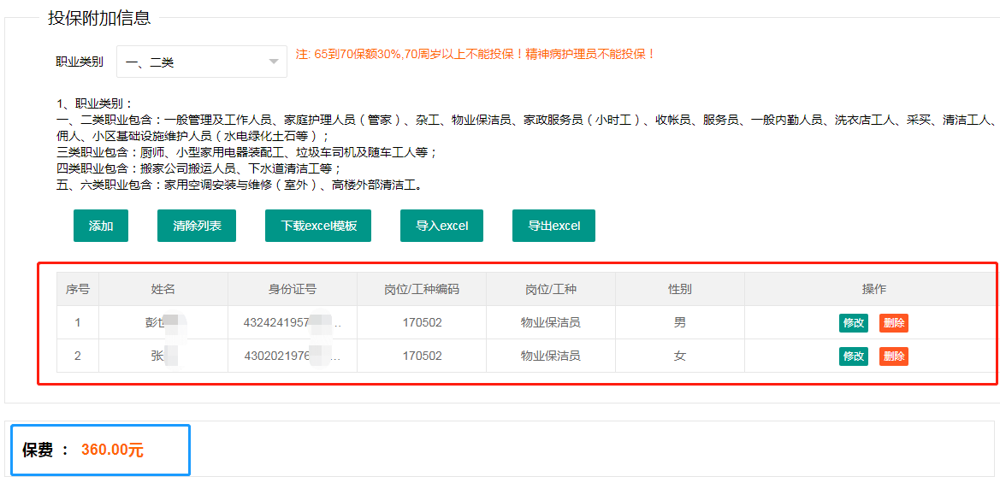 投保附加信息
职业类别 一、二类 注: 65到70保额30%,70周岁以上不能投保！精神病护理员不能投保！
1、职业类别：
一、二类职业包含：一般管理及工作人员、家庭护理人员（管家）、杂工、物业保洁员、家政服务员（小时工）、收帐员、服务员、一般内勤人员、洗衣店工人、采买、清洁工人、
佣人、小区基础设施维护人员（水电绿化土石等）；
三类职业包含：厨师、小型家用电器装配工、垃圾车司机及随车工人等；
四类职业包含：搬家公司搬运人员、下水道清洁工等；
五、六类职业包含：家用空调安装与维修（室外）、高楼外部清洁工。
添加 清除列表 下载excel模板 导入excel 导出excel
序号 姓名 身份证号 岗位/工种编码 岗位/工种 性别 操作
1 彭 4324241957 ... 170502 物业保洁员 男 修改 删除
2 张 4302021976 ... 170502 物业保洁员 女 修改 删除
保费 ： 360.00元